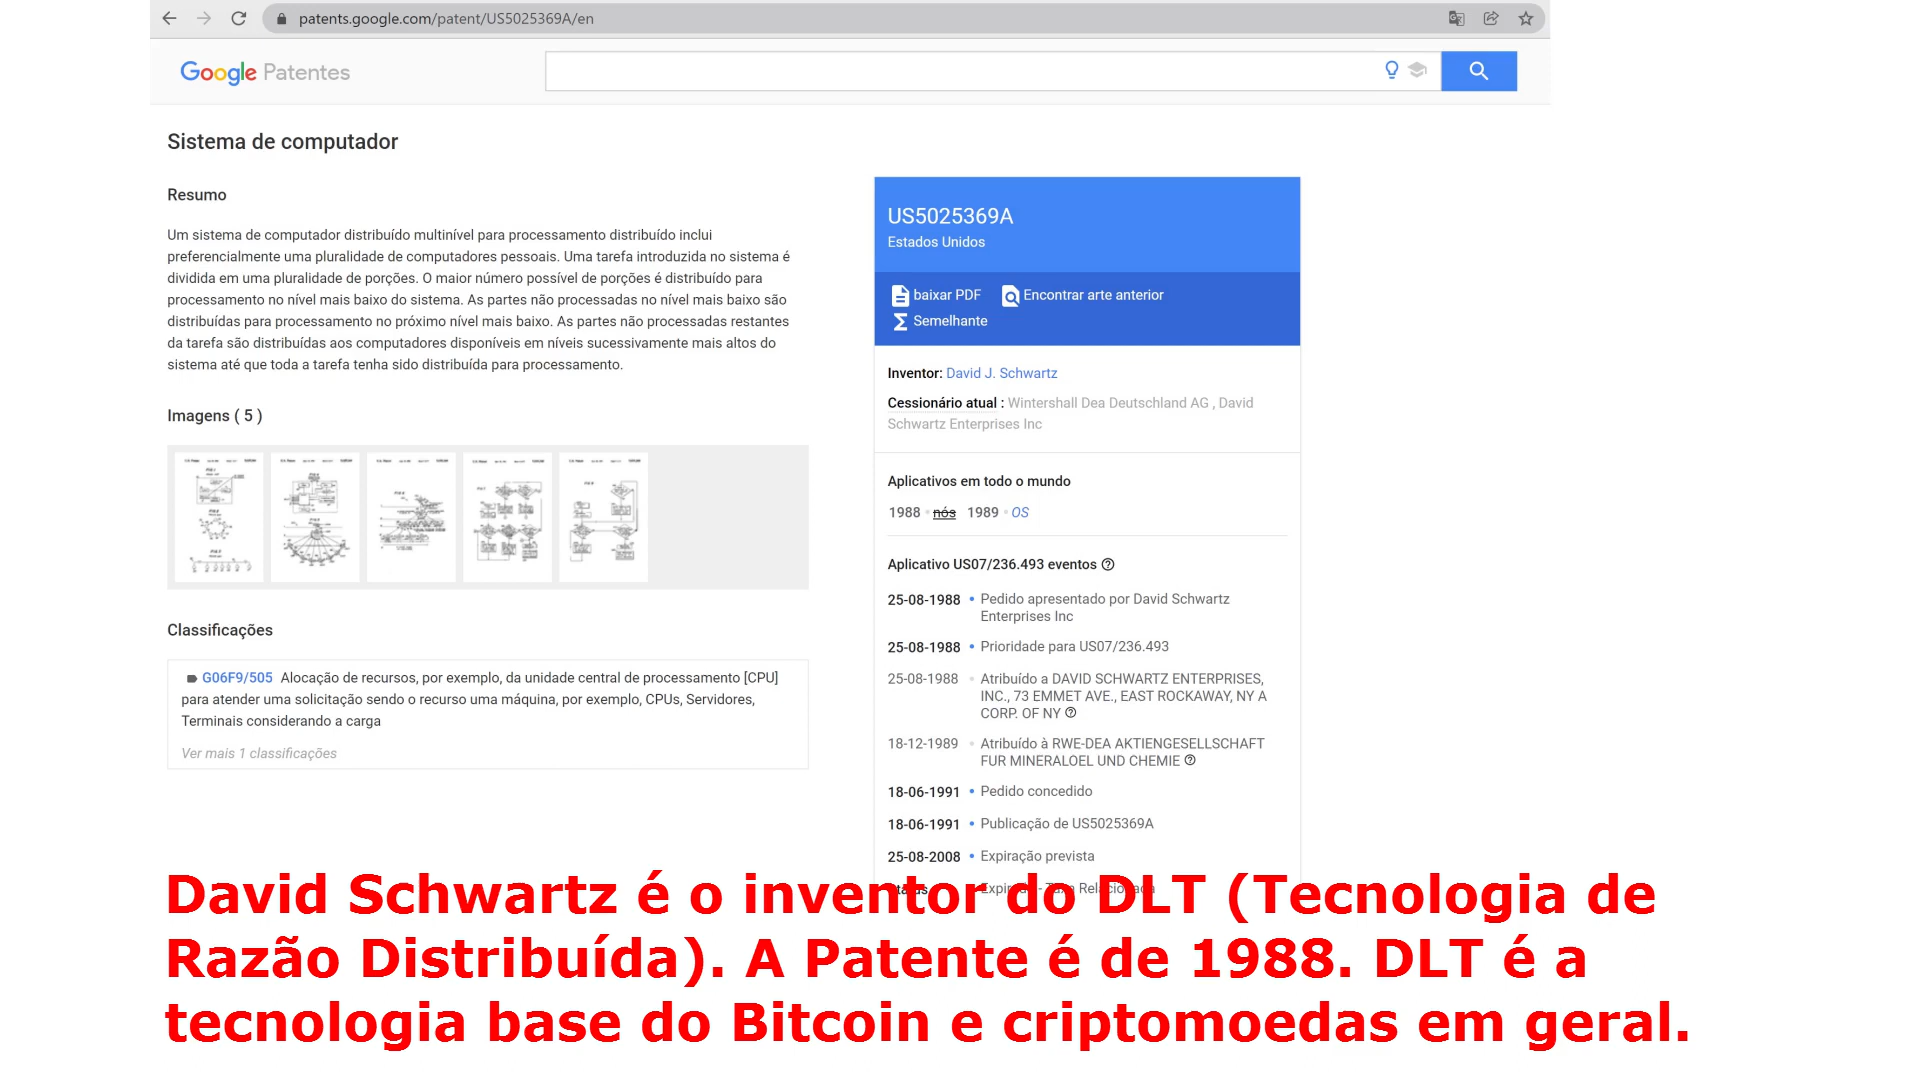 patents.google.com/patent/US5025369A/en
Google Patentes
Sistema de computador
Resumo
Um sistema de computador distribuído multinível para processamento distribuído inclui
preferencialmente uma pluralidade de computadores pessoais. Uma tarefa introduzida no sistema é
dividida em uma pluralidade de porções. O maior número possível de porções é distribuído para
processamento no nível mais baixo do sistema. As partes não processadas no nível mais baixo são
distribuídas para processamento no próximo nível mais baixo. As partes não processadas restantes
da tarefa são distribuídas aos computadores disponíveis em níveis sucessivamente mais altos do
sistema até que toda a tarefa tenha sido distribuída para processamento.
Imagens ( 5 )
Classificações
G06F9/505 Alocação de recursos, por exemplo, da unidade central de processamento [CPU]
para atender uma solicitação sendo o recurso uma máquina, por exemplo, CPUs, Servidores,
Terminais considerando a carga
Ver mais 1 classificações
US5025369A
Estados Unidos
baixar PDF Encontrar arte anterior
Semelhante
Inventor: David J. Schwartz
Cessionário atual : Wintershall Dea Deutschland AG , David
Schwartz Enterprises Inc
Aplicativos em todo o mundo
1988 • nós 1989 • OS
Aplicativo US07/236.493 eventos
25-08-1988 • Pedido apresentado por David Schwartz
Enterprises Inc
25-08-1988 • Prioridade para US07/236.493
25-08-1988 • Atribuído a DAVID SCHWARTZ ENTERPRISES,
INC., 73 EMMET AVE., EAST ROCKAWAY, NY A
CORP. OF NY
18-12-1989 • Atribuído à RWE-DEA AKTIENGESELLSCHAFT
FUR MINERALOEL UND CHEMIE
18-06-1991 • Pedido concedido
18-06-1991 • Publicação de US5025369A
25-08-2008 • Expiração prevista
David Schwartz é o inventor do DLT (Tecnologia de
Razão Distribuída). A Patente é de 1988. DLT é a
tecnologia base do Bitcoin e criptomoedas em geral.